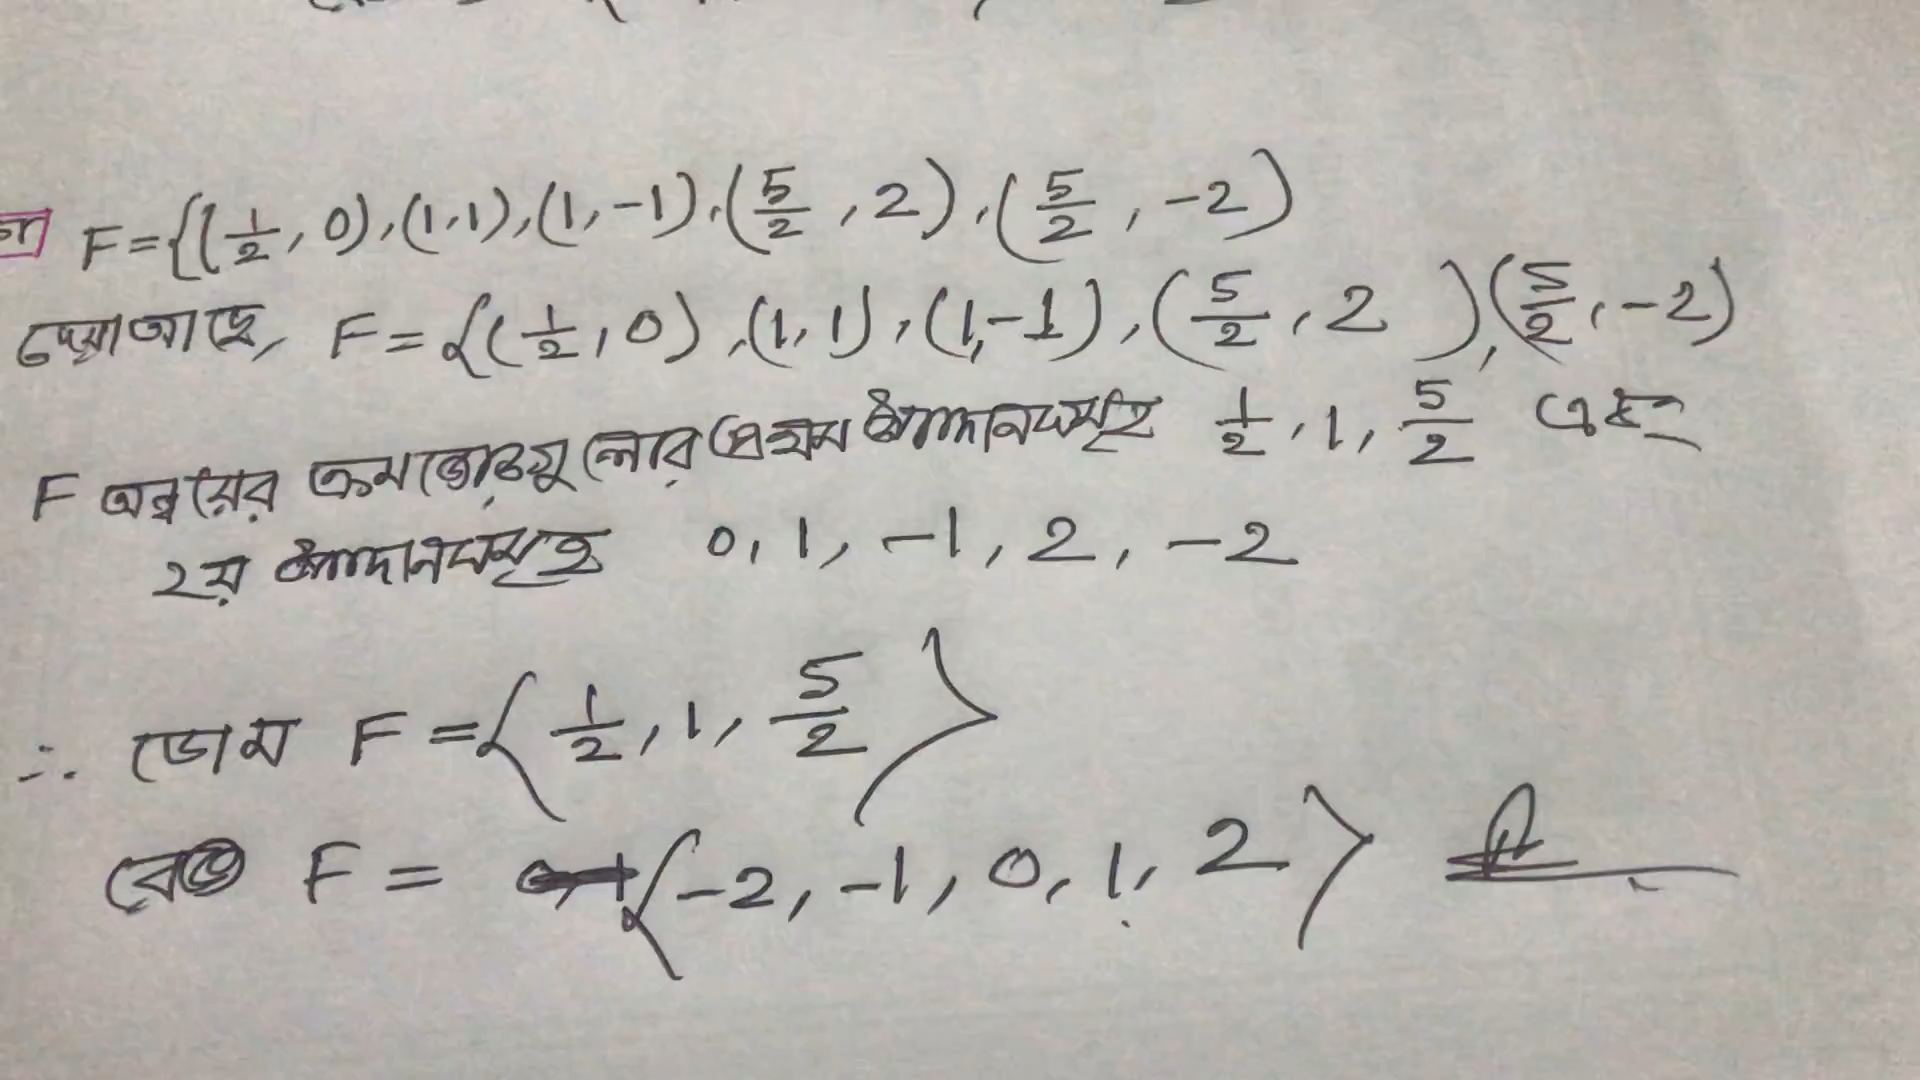 গ F={(1/2, 0), (1,1), (1, -1), (5/2, 2), (5/2, -2)
দেয়া আছে, F = {(1/2, 0), (1, 1), (1, -1), (5/2, 2), (5/2, -2)
F অন্বয়ের ক্রমজোড়গুলোর প্রথম উপাদানসমূহ 1/2, 1, 5/2 এবং
২য় উপাদানসমূহ 0, 1, -1, 2, -2
∴ ডোম F = {1/2, 1, 5/2}
রেঞ্জ F = {-2, -1, 0, 1, 2}